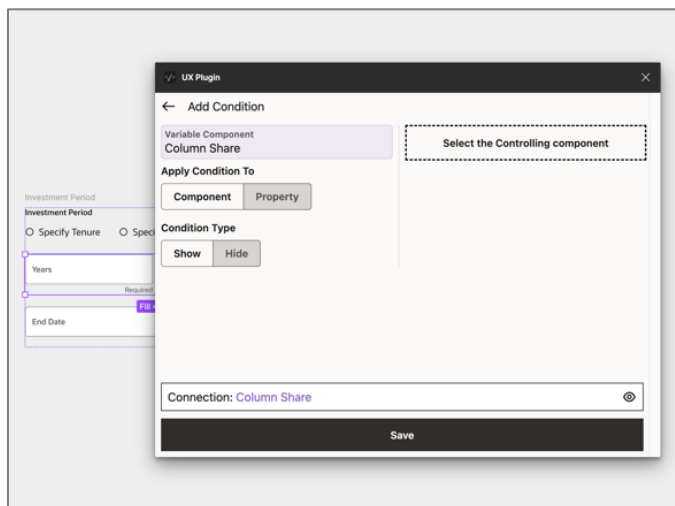 UX Plugin
Add Condition
Variable Component
Column Share
Select the Controlling component
Apply Condition To
Component Property
Condition Type
Show Hide
Investment Period
Investment Period
Specify Tenure
Years
Required
Fill
End Date
Connection: Column Share
Save